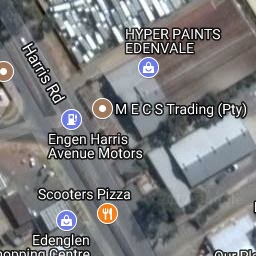 HYPER PAINTS
EDENVALE
Harris Rd
M E C S Trading (Pty)
Engen Harris
Avenue Motors
Scooters Pizza
Edenglen